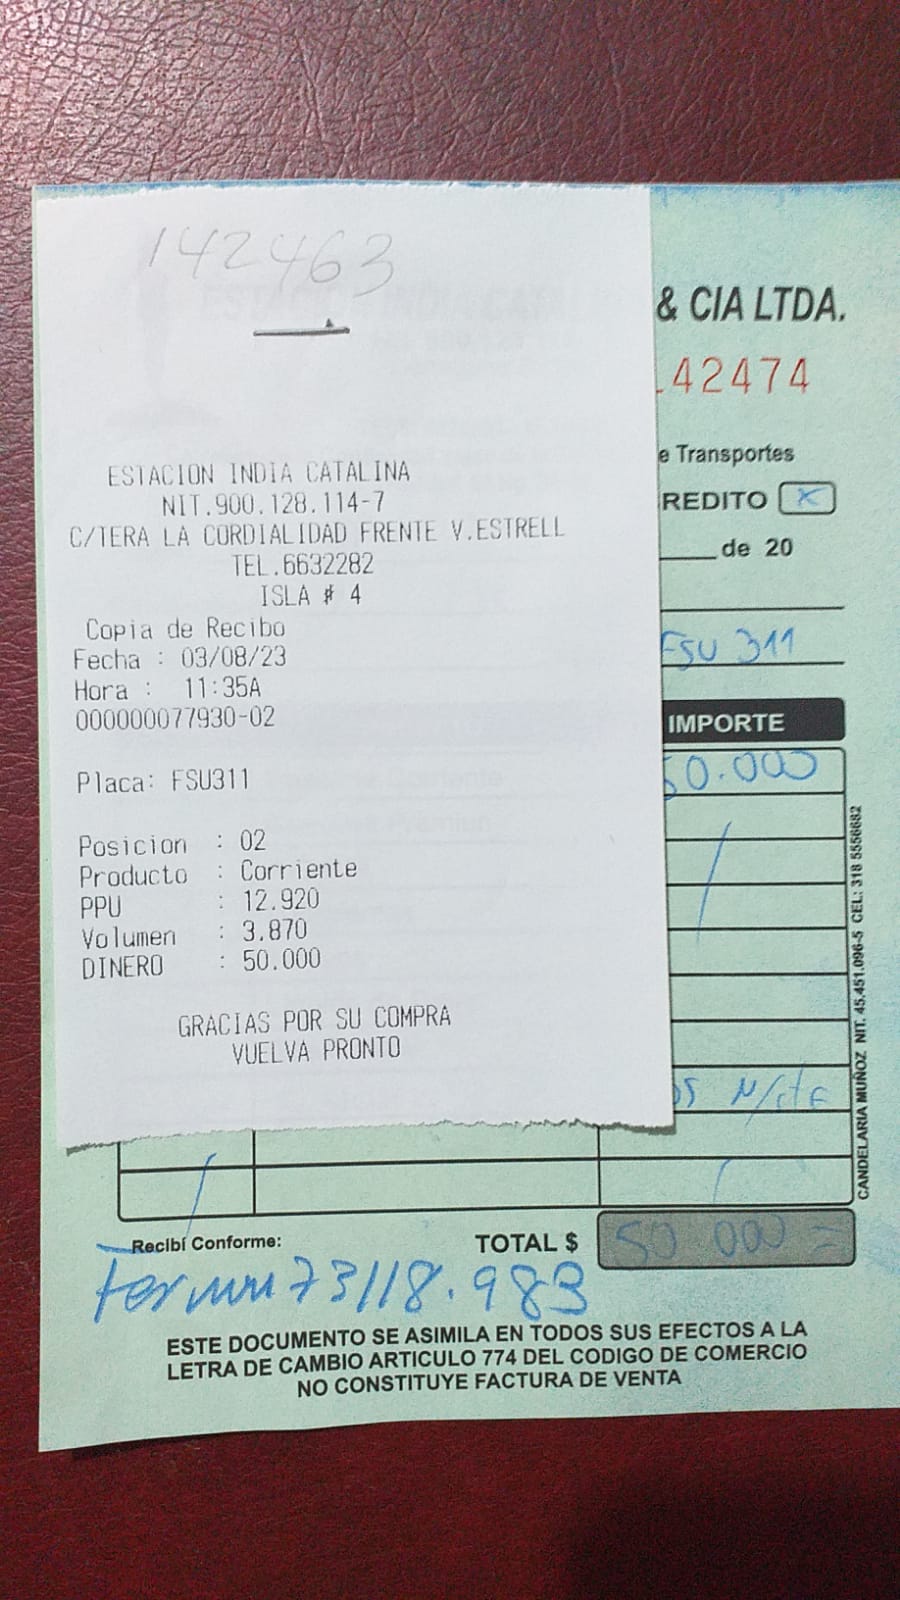 142463
ESTACION INDIA CATALINA
NIT.900.128.114-7
C/TERA LA CORDIALIDAD FRENTE V.ESTRELL
TEL.6632282
ISLA # 4
Copia de Recibo
Fecha : 03/08/23
Hora : 11:35A
000000077930-02
Placa: FSU311
Posicion : 02
Producto : Corriente
PPU : 12.920
Volumen : 3.870
DINERO : 50.000
GRACIAS POR SU COMPRA
VUELVA PRONTO
& CIA LTDA.
42474
e Transportes
REDITO X
de 20
FSU 311
IMPORTE
50.000
os M/cte
CANDELARIA MUÑOZ NIT. 45.451.096-5 CEL: 318 5556682
Recibí Conforme:
TOTAL $ 50 000 =
73118.983
ESTE DOCUMENTO SE ASIMILA EN TODOS SUS EFECTOS A LA
LETRA DE CAMBIO ARTICULO 774 DEL CODIGO DE COMERCIO
NO CONSTITUYE FACTURA DE VENTA